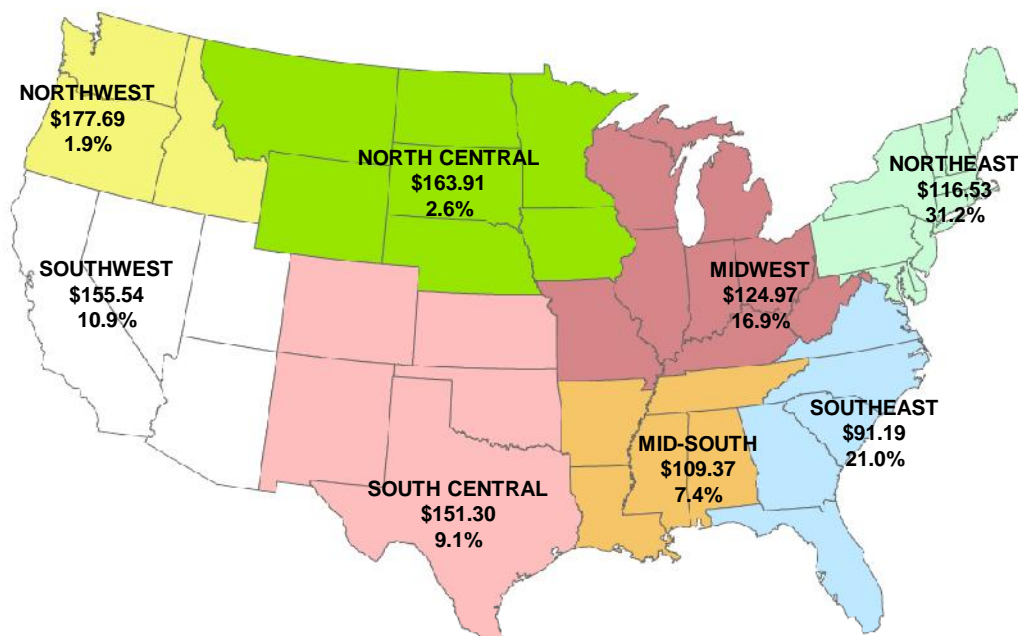 NORTHWEST
$177.69
1.9%
NORTH CENTRAL
$163.91
2.6%
NORTHEAST
$116.53
31.2%
SOUTHWEST
$155.54
10.9%
MIDWEST
$124.97
16.9%
SOUTHEAST
$91.19
21.0%
MID-SOUTH
$109.37
7.4%
SOUTH CENTRAL
$151.30
9.1%